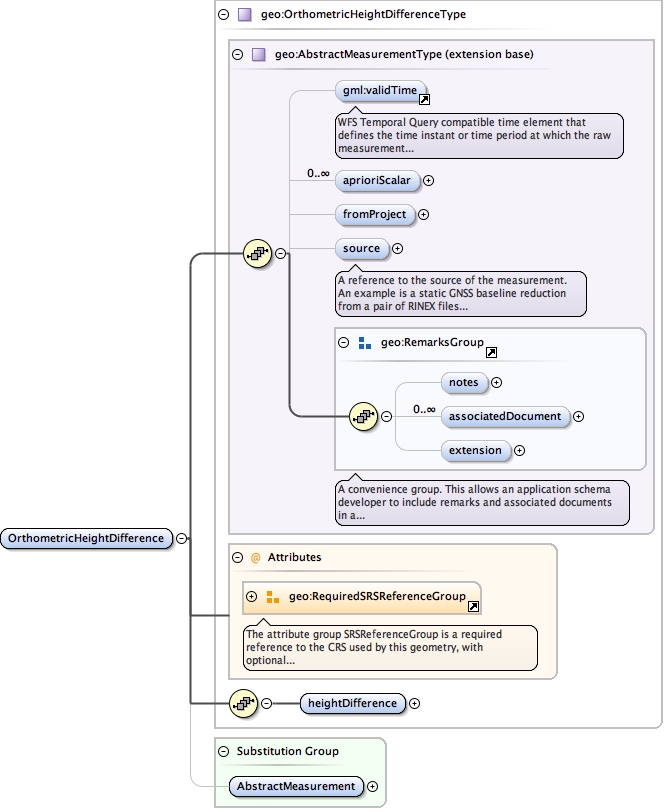 geo:OrthometricHeightDifferenceType
geo:AbstractMeasurementType (extension base)
gml:validTime
WFS Temporal Query compatible time element that
defines the time instant or time period at which the raw
measurement...
0..∞
aprioriScalar
fromProject
source
A reference to the source of the measurement.
An example is a static GNSS baseline reduction
from a pair of RINEX files...
geo:RemarksGroup
notes
0..∞
associatedDocument
extension
A convenience group. This allows an application schema
developer to include remarks and associated documents
in a...
OrthometricHeightDifference
@ Attributes
geo:RequiredSRSReferenceGroup
The attribute group SRSReferenceGroup is a required
reference to the CRS used by this geometry, with
optional...
heightDifference
Substitution Group
AbstractMeasurement